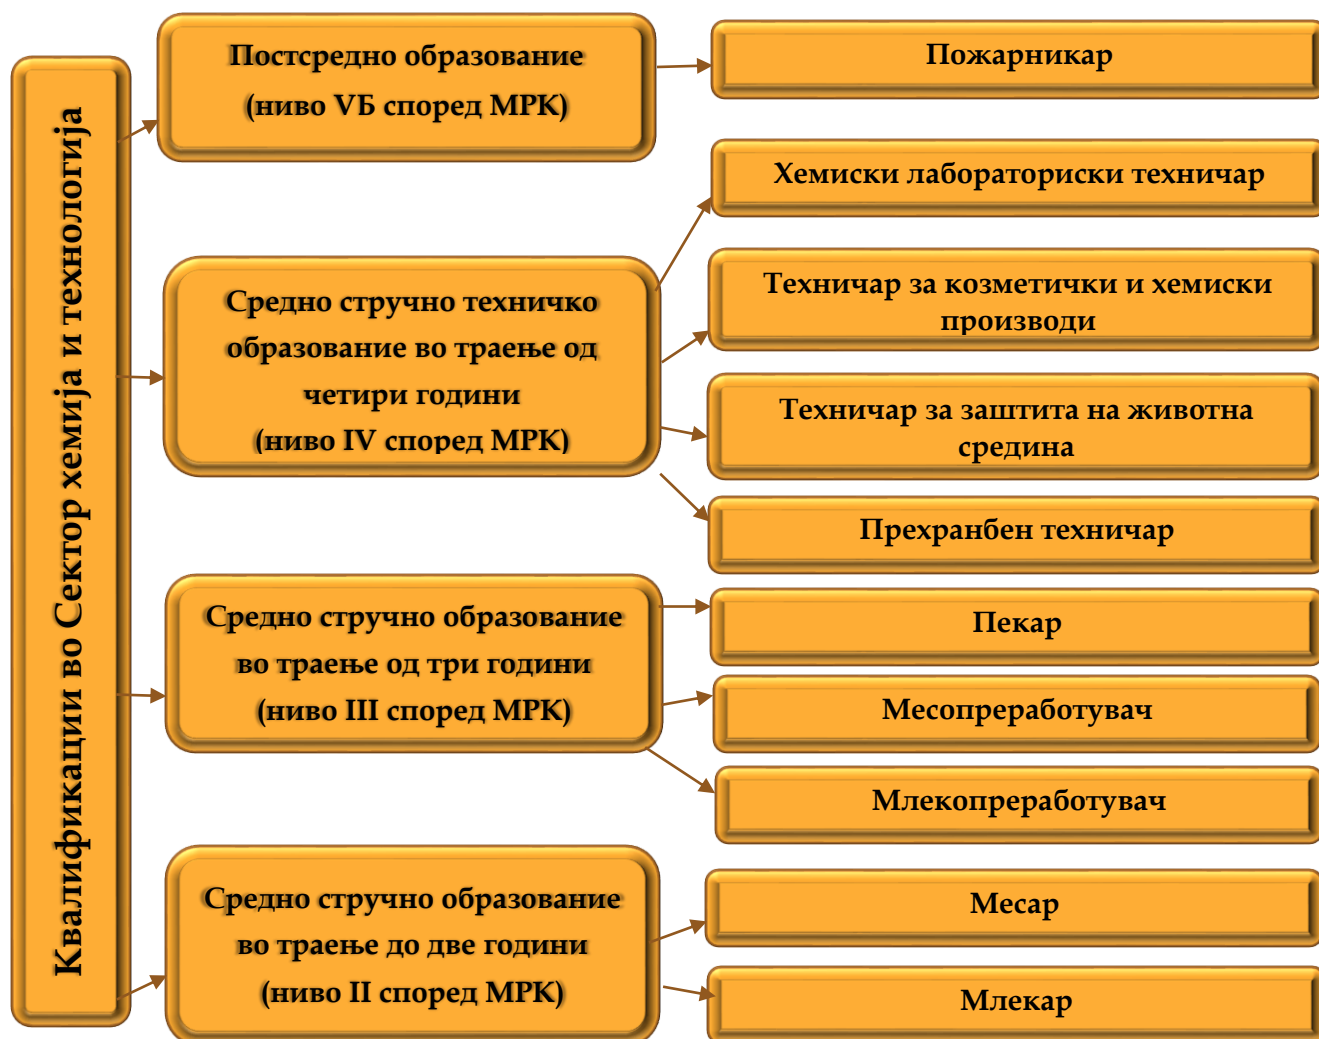 Квалификации во Сектор хемија и технологија
Постсредно образование
(ниво VБ според МРК)
Пожарникар
Средно стручно техничко
образование во траење од
четири години
(ниво IV според МРК)
Хемиски лабораториски техничар
Техничар за козметички и хемиски
производи
Техничар за заштита на животна
средина
Прехранбен техничар
Средно стручно образование
во траење од три години
(ниво III според МРК)
Пекар
Месопреработувач
Млекопреработувач
Средно стручно образование
во траење до две години
(ниво II според МРК)
Месар
Млекар